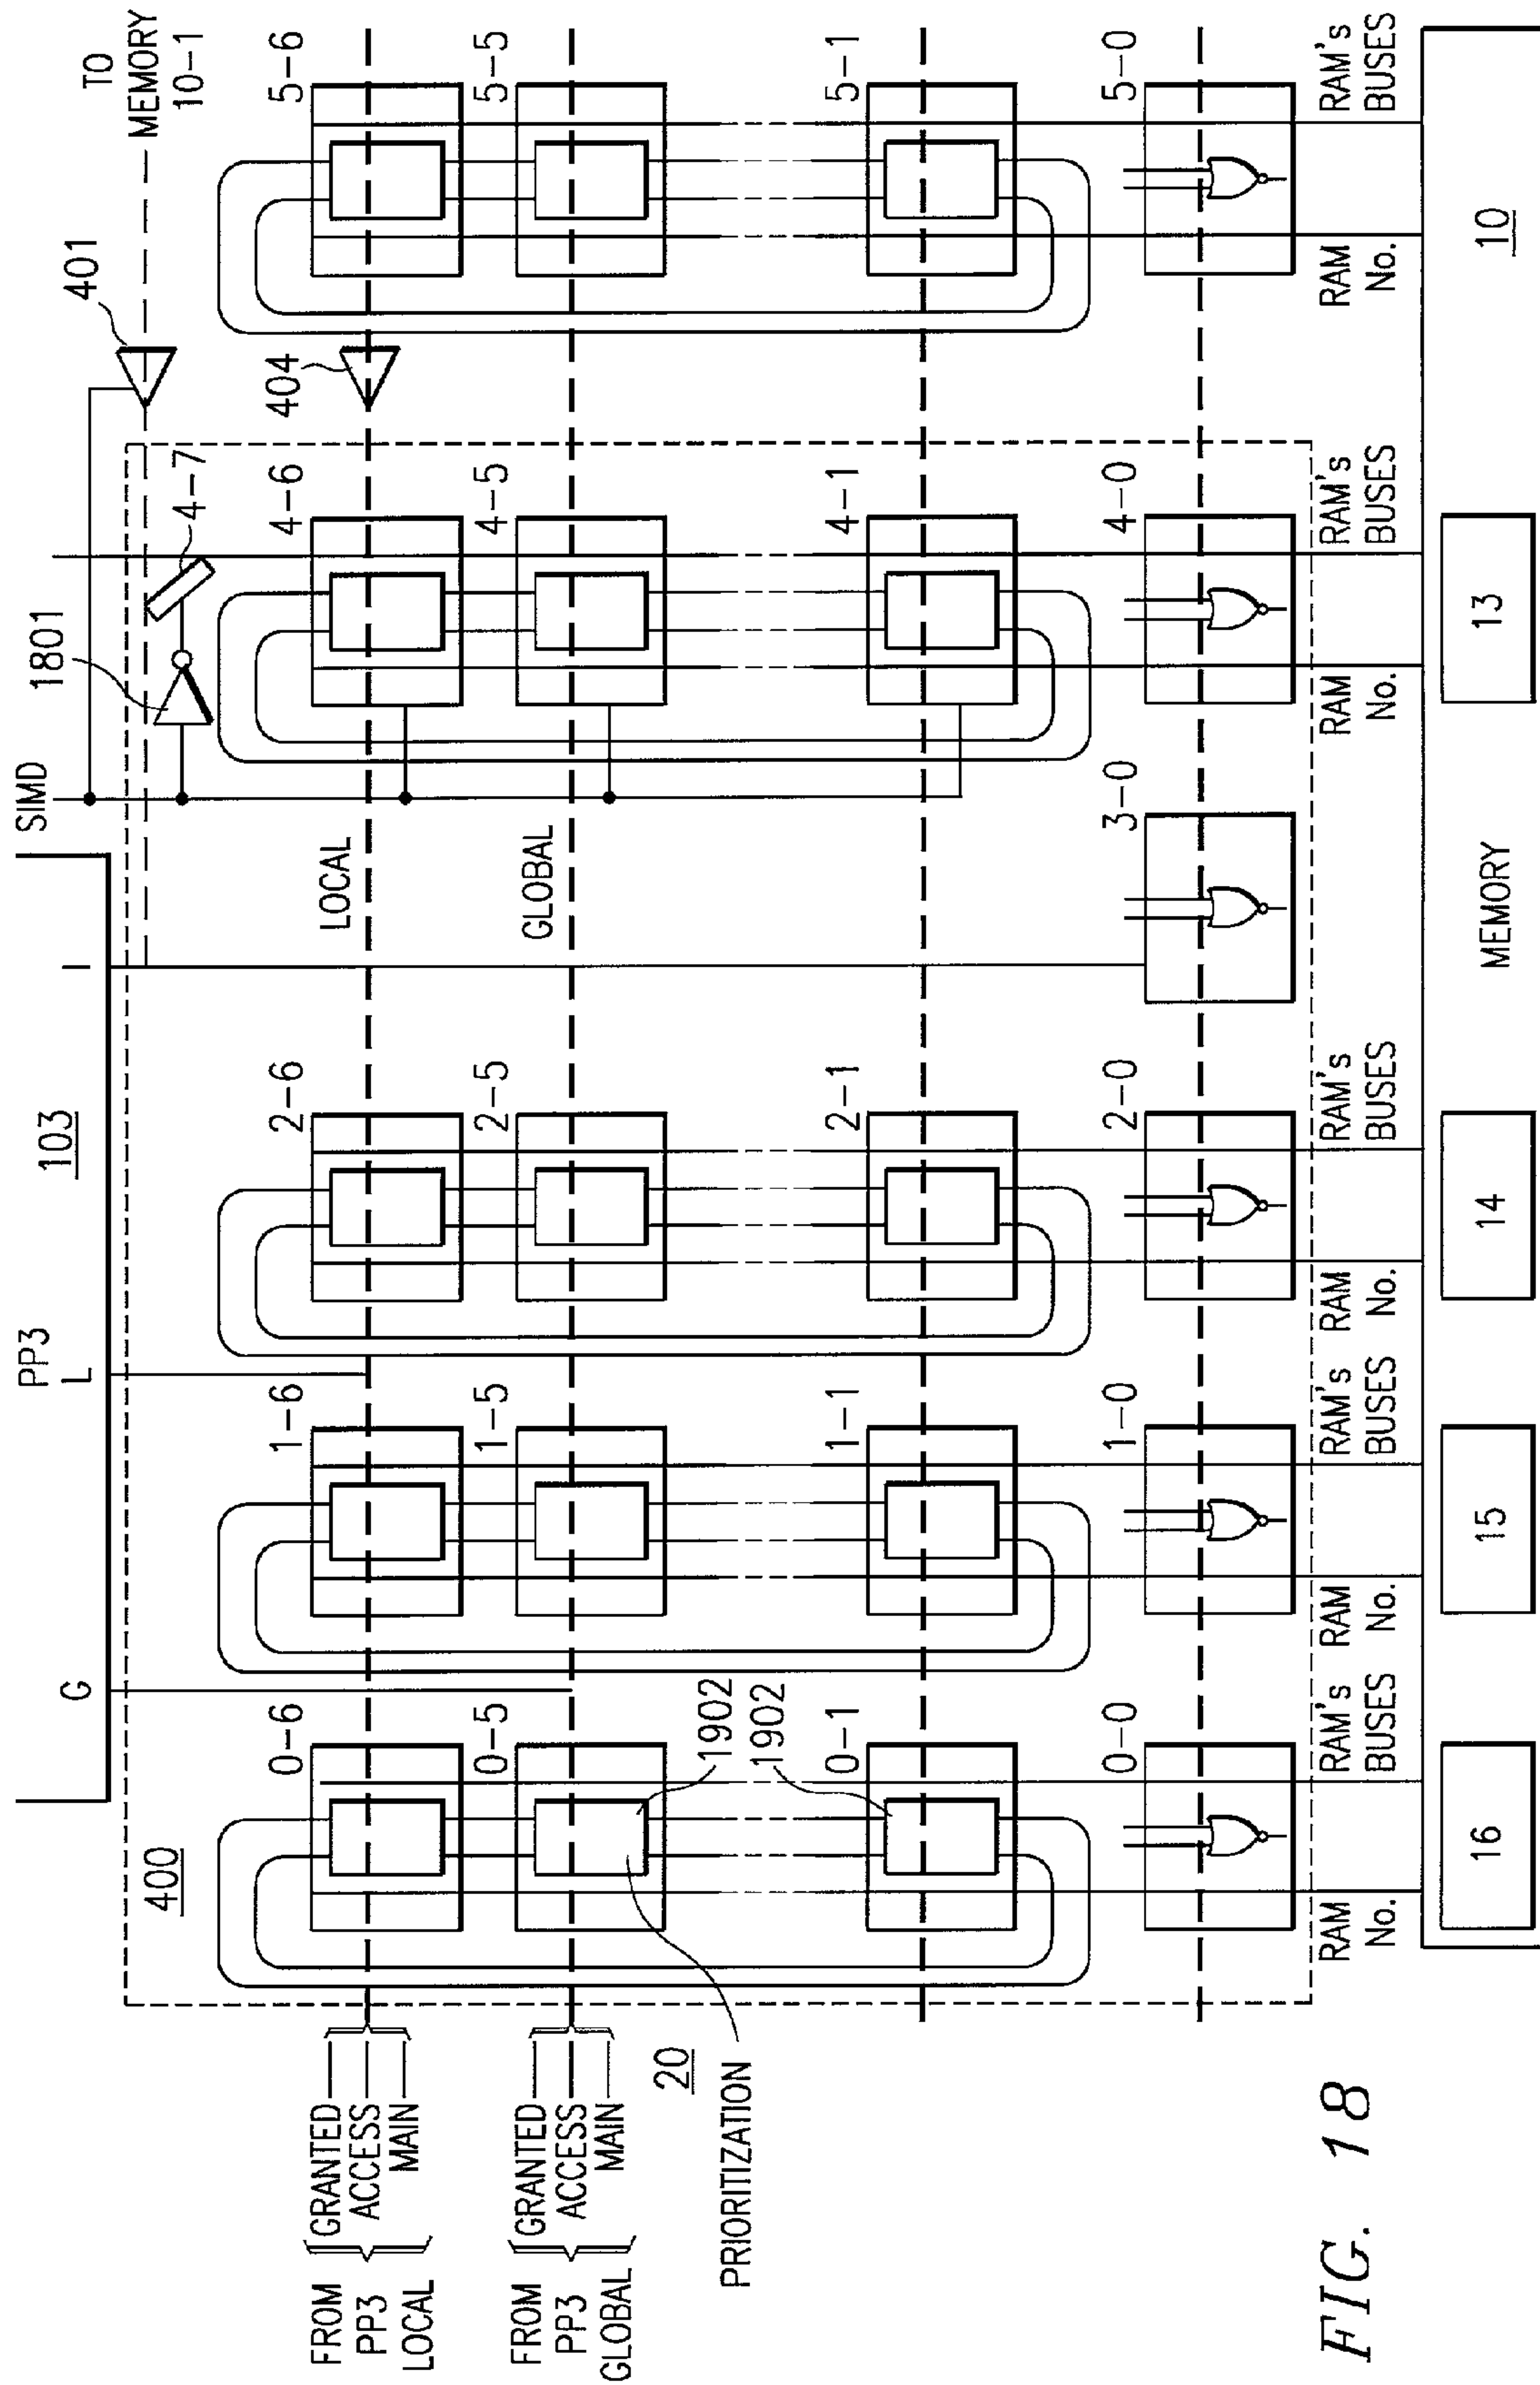 103
PP3
G
L
I
SIMD
TO
MEMORY
10-1
401
1801
4-7
404
400
LOCAL
GLOBAL
0-6
1-6
2-6
4-6
5-6
0-5
1-5
2-5
4-5
5-5
1902
1902
0-1
1-1
2-1
4-1
5-1
0-0
1-0
2-0
3-0
4-0
5-0
FROM
PP3
LOCAL
GRANTED
ACCESS
MAIN
FROM
PP3
GLOBAL
GRANTED
ACCESS
MAIN
20
PRIORITIZATION
RAM
No.
RAM's
BUSES
RAM
No.
RAM's
BUSES
RAM
No.
RAM's
BUSES
RAM
No.
RAM's
BUSES
RAM
No.
RAM's
BUSES
16
15
14
MEMORY
13
10
FIG. 18